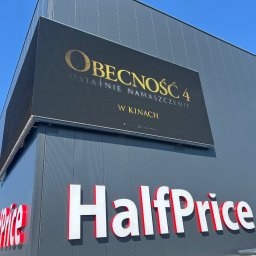 OBECNOŚĆ 4
OSTATNIE NAMASZCZENIE
W KINACH
Price
HalfPrice